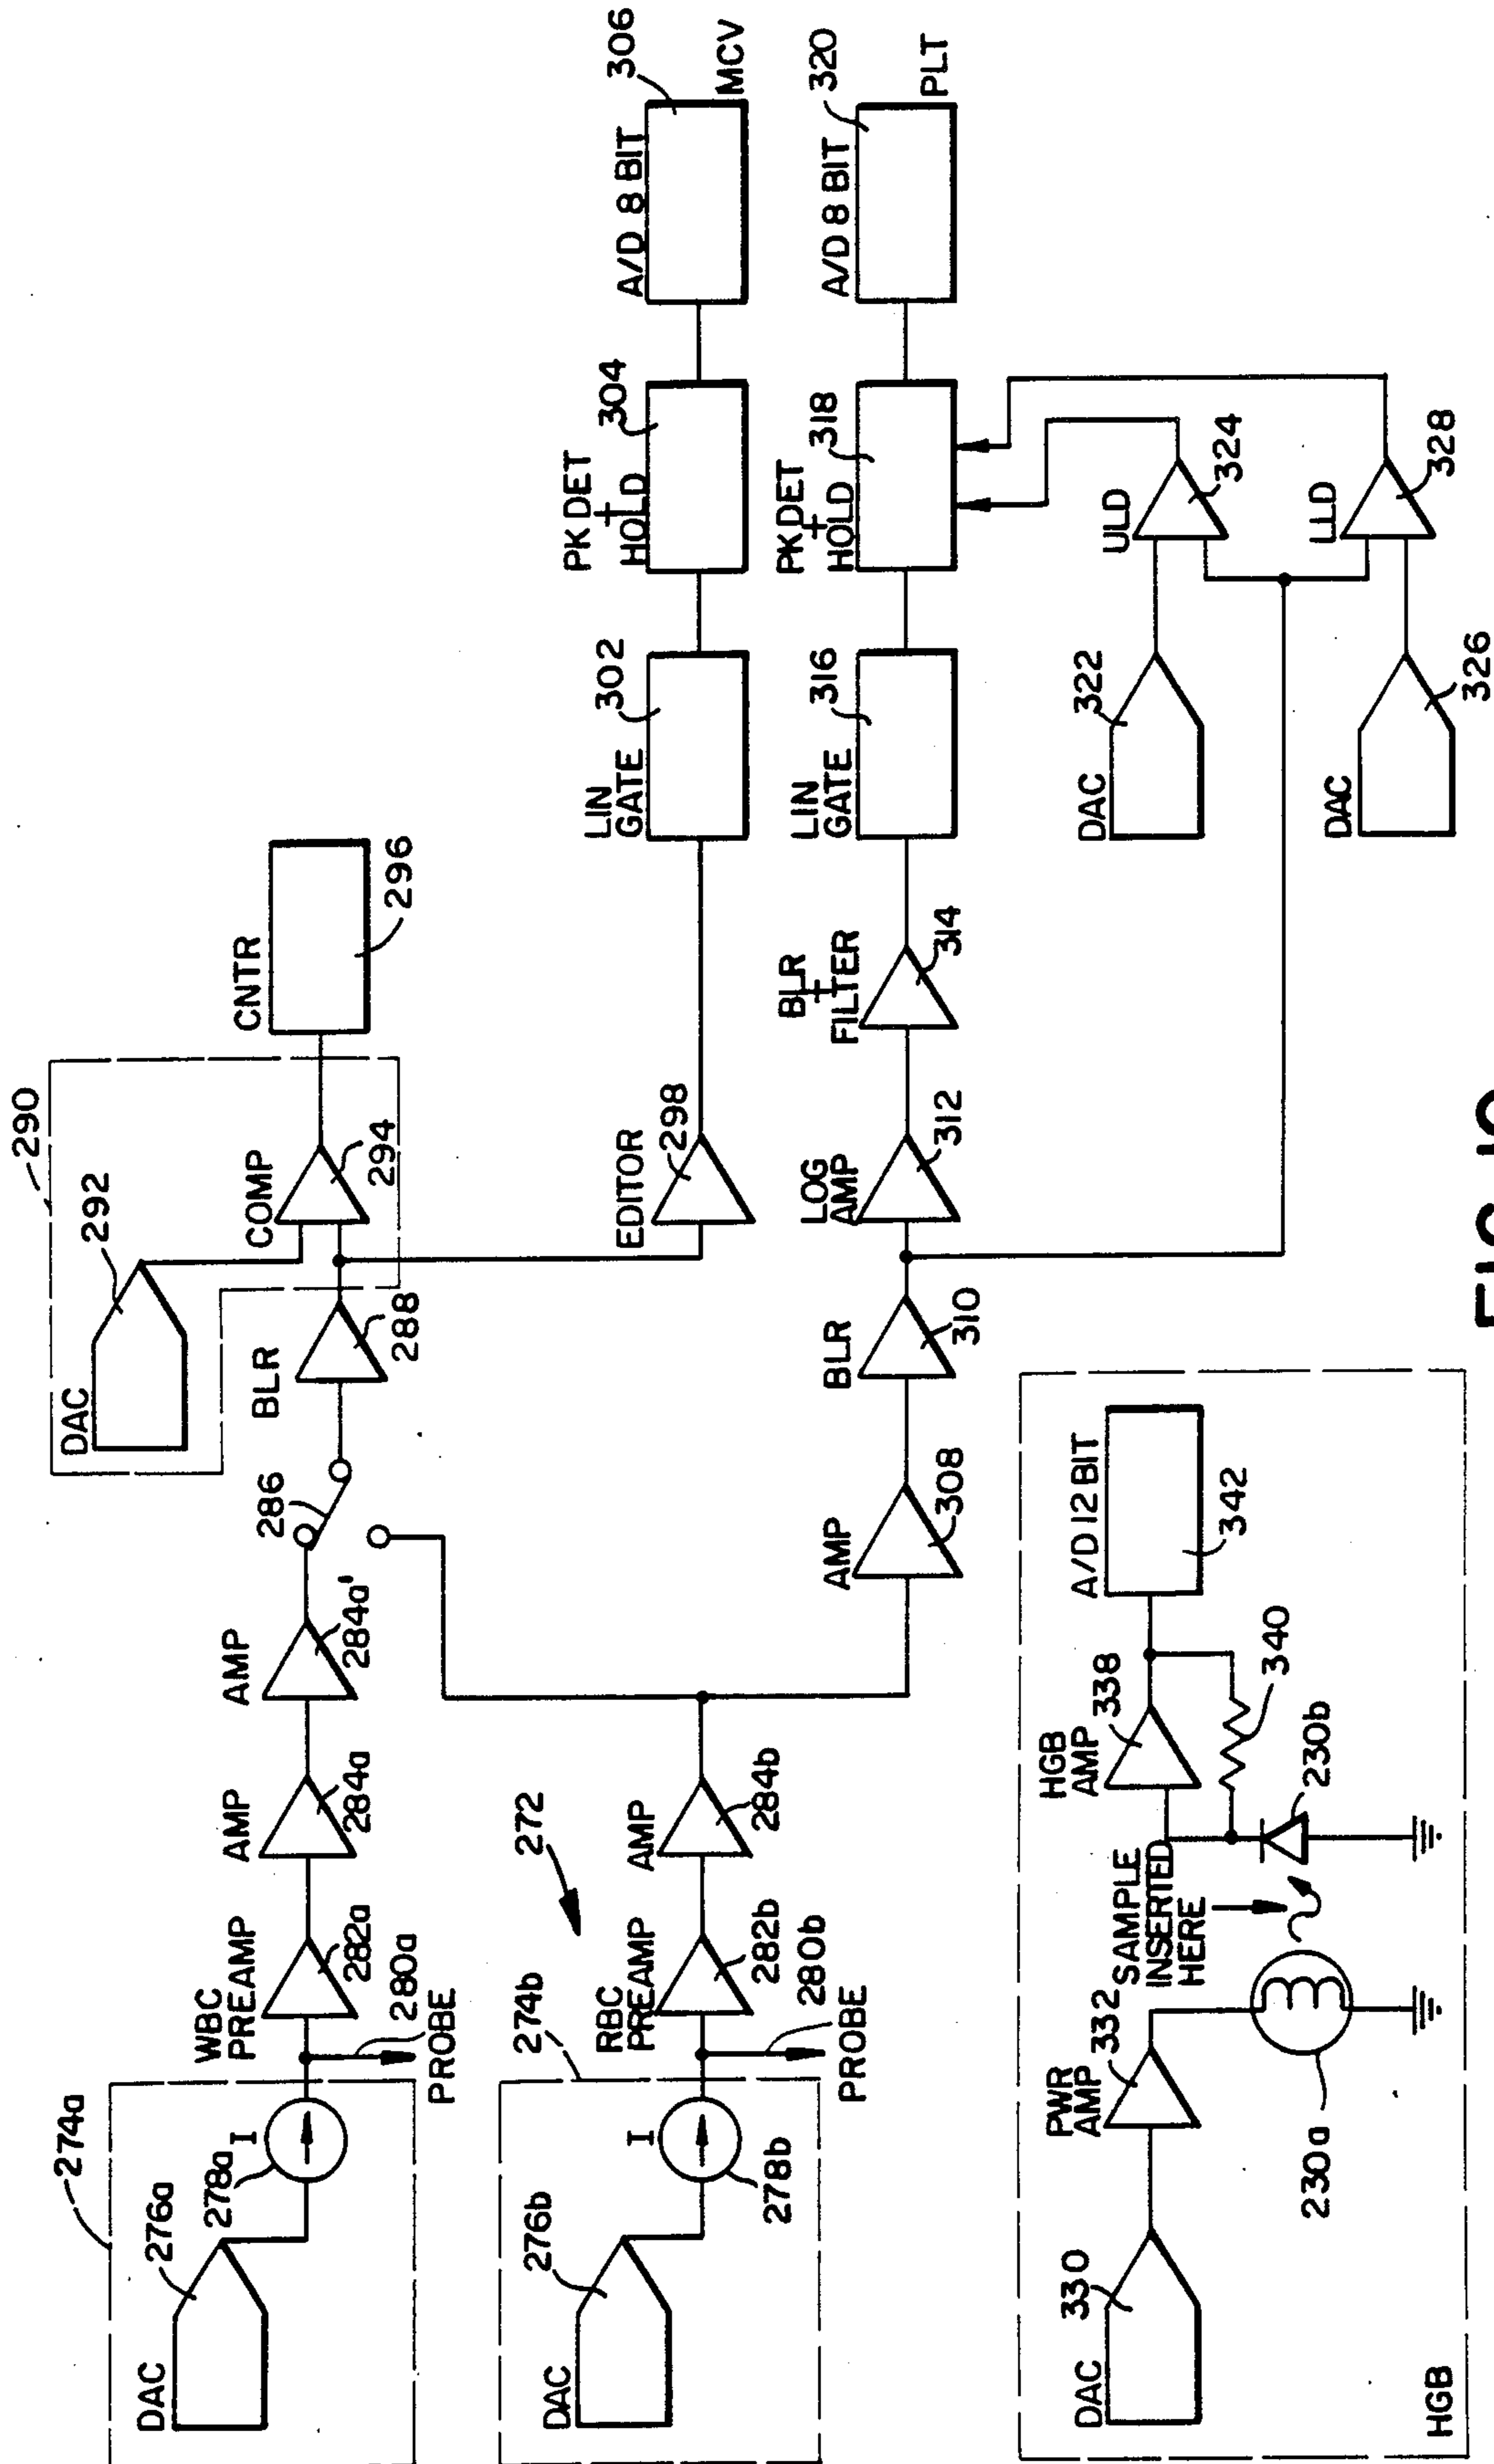 274a
276a
DAC
278a
I
WBC
PREAMP
282a
280a
PROBE
AMP
284a
AMP
284a'
286
290
292
DAC
BLR
288
COMP
294
CNTR
296
272
274b
276b
DAC
I
278b
RBC
PREAMP
282b
280b
PROBE
AMP
284b
EDITOR
298
LIN
GATE
302
PK DET
+
HOLD
304
A/D 8 BIT
306
MCV
AMP
308
BLR
310
LOG
AMP
312
BLR
+
FILTER
314
LIN
GATE
316
PK DET
+
HOLD
318
A/D 8 BIT
320
PLT
DAC
322
ULD
324
DAC
326
LLD
328
330
DAC
PWR
AMP
332
230a
SAMPLE
INSERTED
HERE
HGB
AMP
338
340
230b
A/D 12 BIT
342
HGB